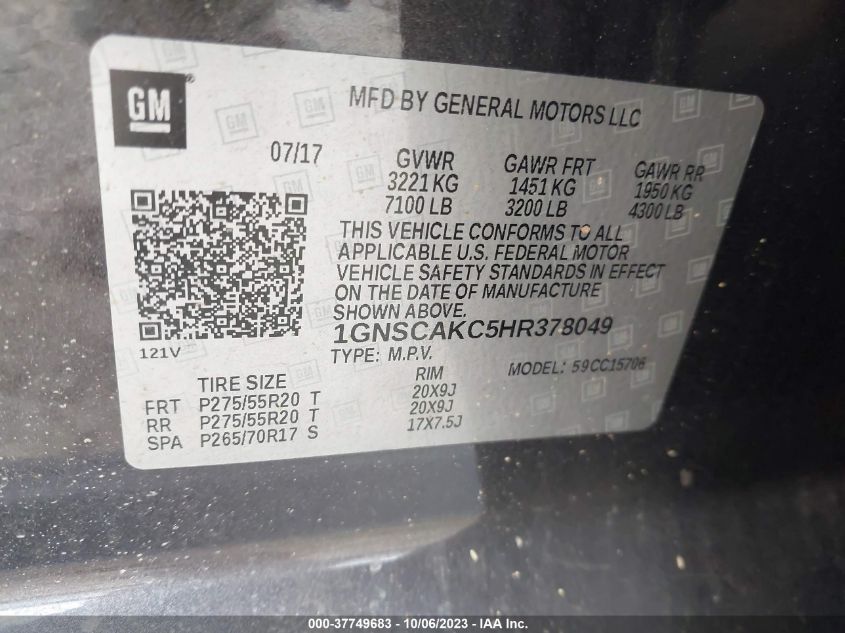 GM ®
MFD BY GENERAL MOTORS LLC
07/17
GVWR GAWR FRT GAWR RR
3221 KG 1451 KG 1950 KG
7100 LB 3200 LB 4300 LB
THIS VEHICLE CONFORMS TO ALL
APPLICABLE U.S. FEDERAL MOTOR
VEHICLE SAFETY STANDARDS IN EFFECT
ON THE DATE OF MANUFACTURE
SHOWN ABOVE.
1GNSCAKC5HR378049
121V
TYPE: M.P.V.
MODEL: 59CC15706
TIRE SIZE RIM
FRT P275/55R20 T 20X9J
RR P275/55R20 T 20X9J
SPA P265/70R17 S 17X7.5J
000-37749683 - 10/06/2023 - IAA Inc.